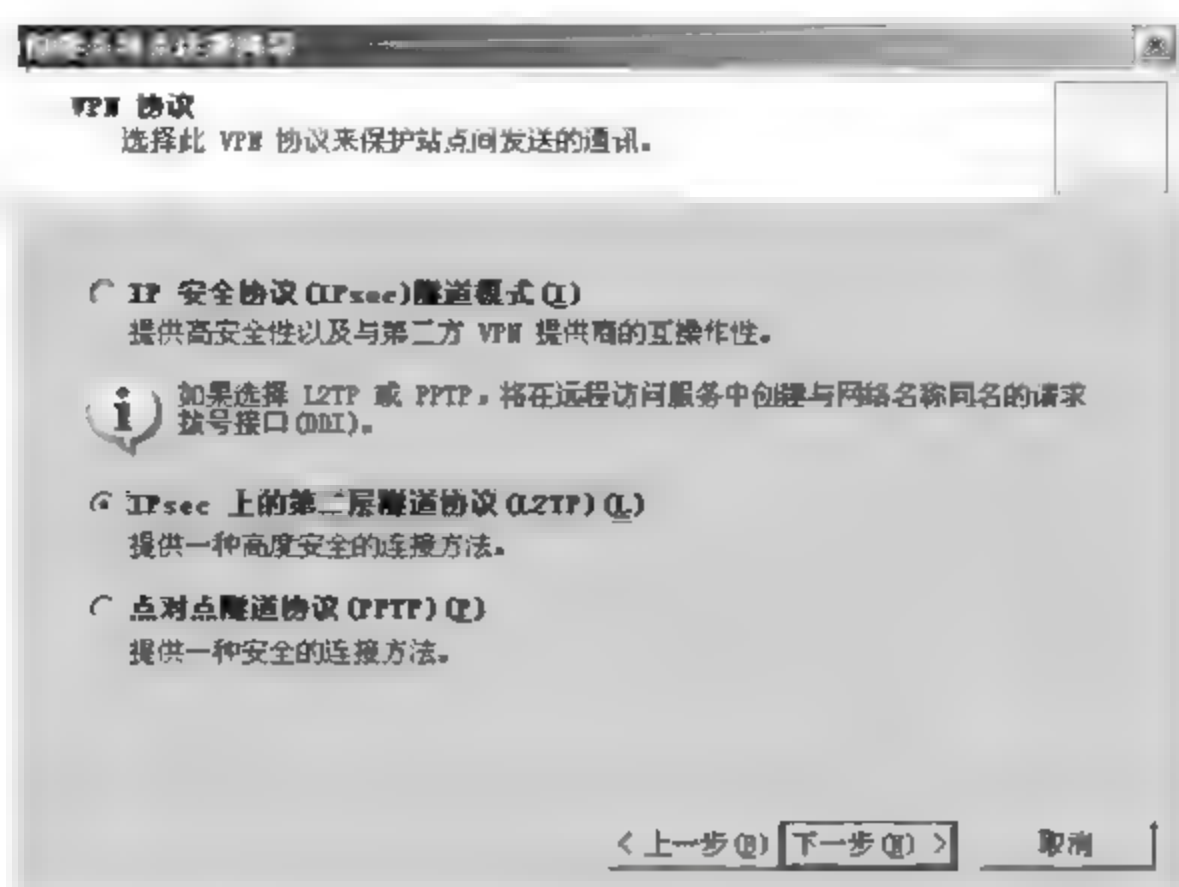 VPN 协议
选择此 VPN 协议来保护站点间发送的通讯。
IP 安全协议(IPsec)隧道模式(I)
提供高安全性以及与第三方 VPN 提供商的互操作性。
如果选择 L2TP 或 PPTP，将在远程访问服务中创建与网络名称同名的请求
拨号接口(DDI)。
IPsec 上的第二层隧道协议(L2TP)(L)
提供一种高度安全的连接方法。
点对点隧道协议(PPTP)(P)
提供一种安全的连接方法。
< 上一步(B) 下一步(N) > 取消